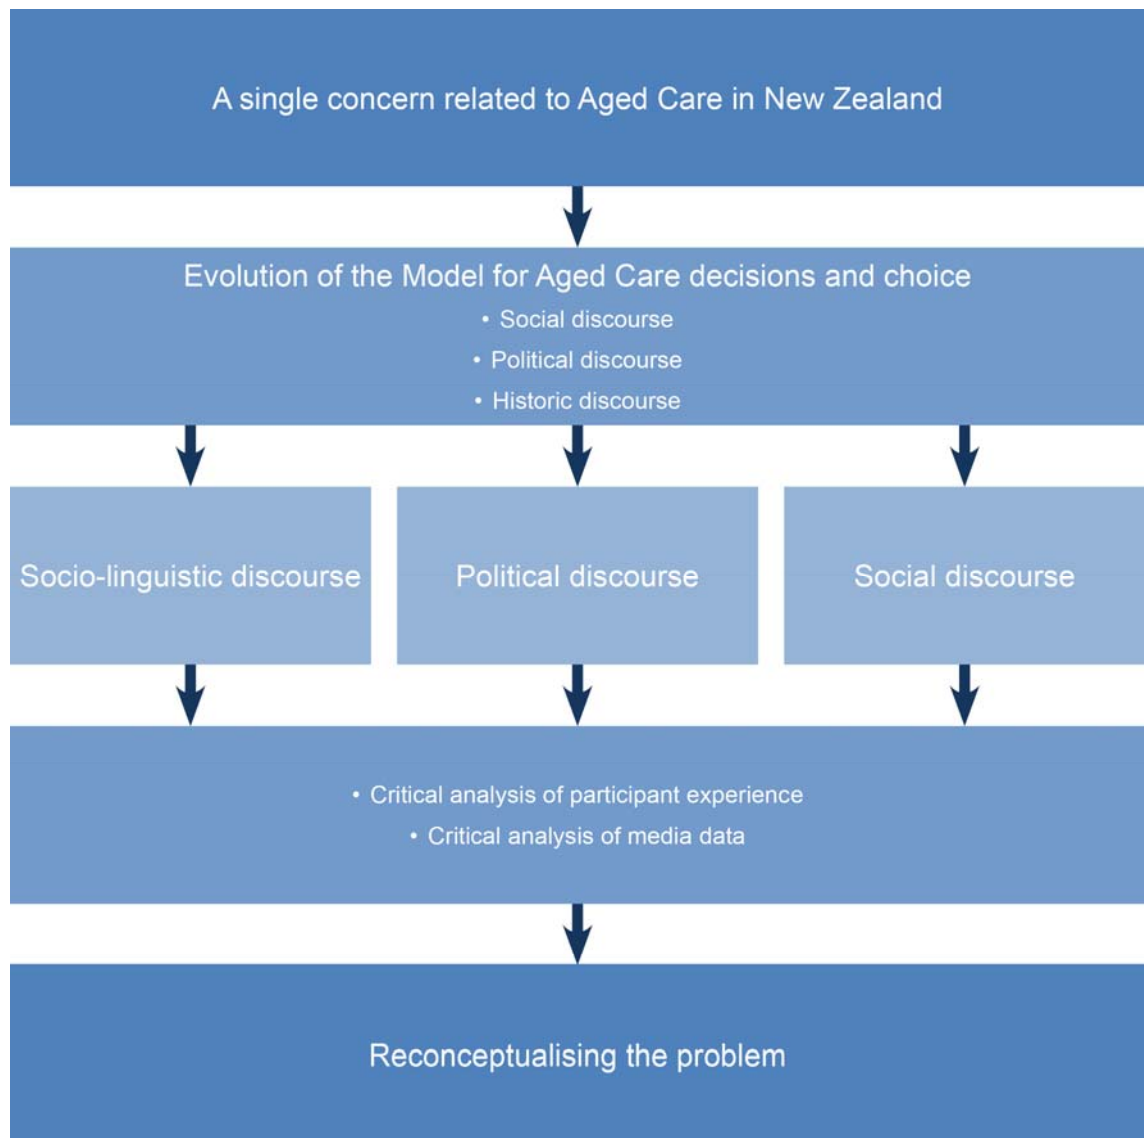 A single concern related to Aged Care in New Zealand
Evolution of the Model for Aged Care decisions and choice
• Social discourse
• Political discourse
• Historic discourse
Socio-linguistic discourse
Political discourse
Social discourse
• Critical analysis of participant experience
• Critical analysis of media data
Reconceptualising the problem